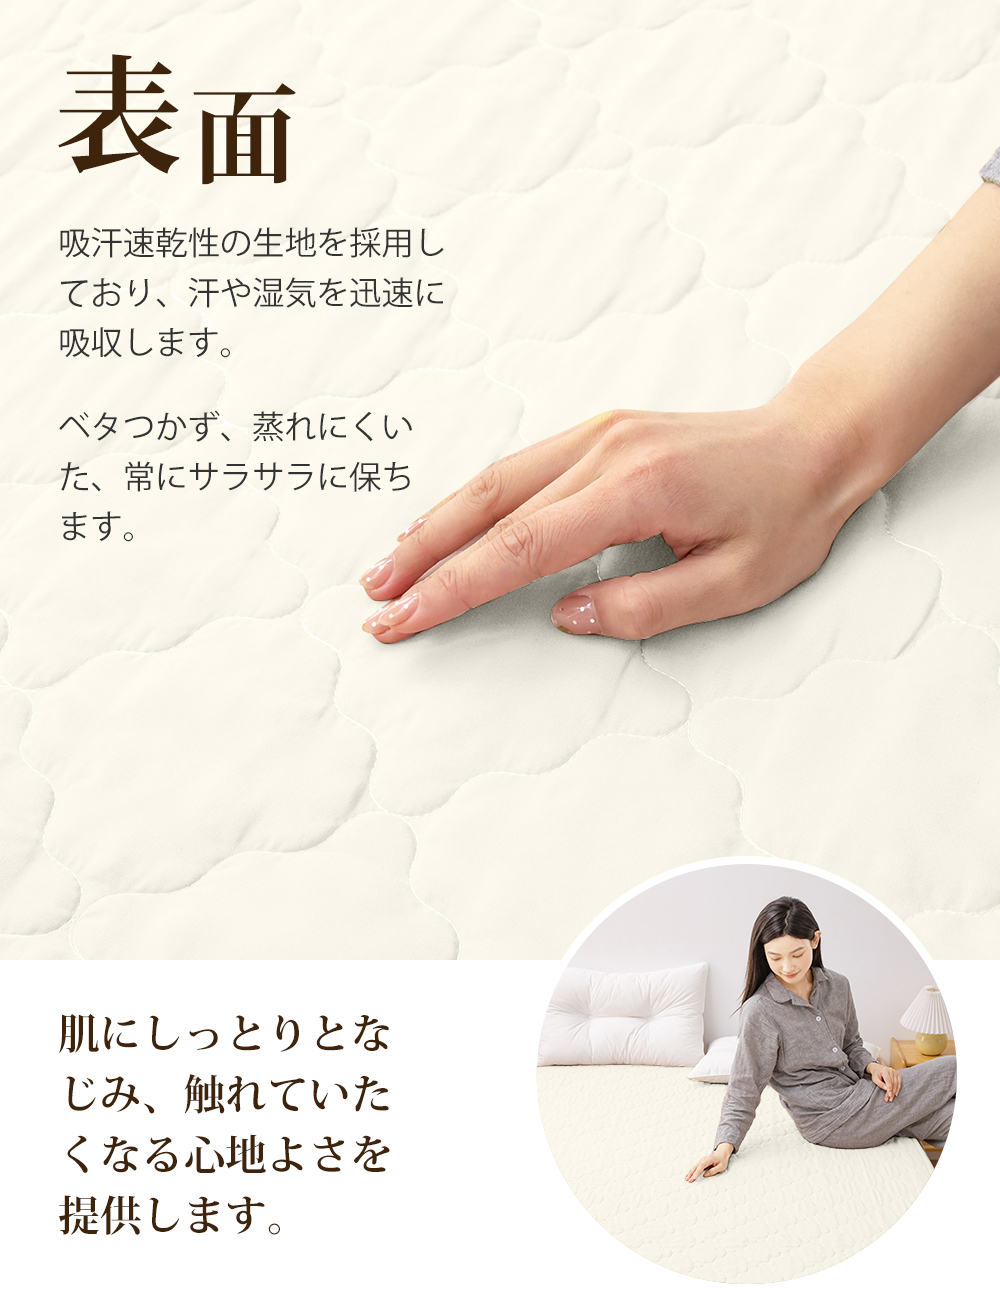 表面
吸汗速乾性の生地を採用し
ており、汗や湿気を迅速に
吸収します。
ベタつかず、蒸れにくい
た、常にサラサラに保ち
ます。
肌にしっとりとな
じみ、触れていた
くなる心地よさを
提供します。